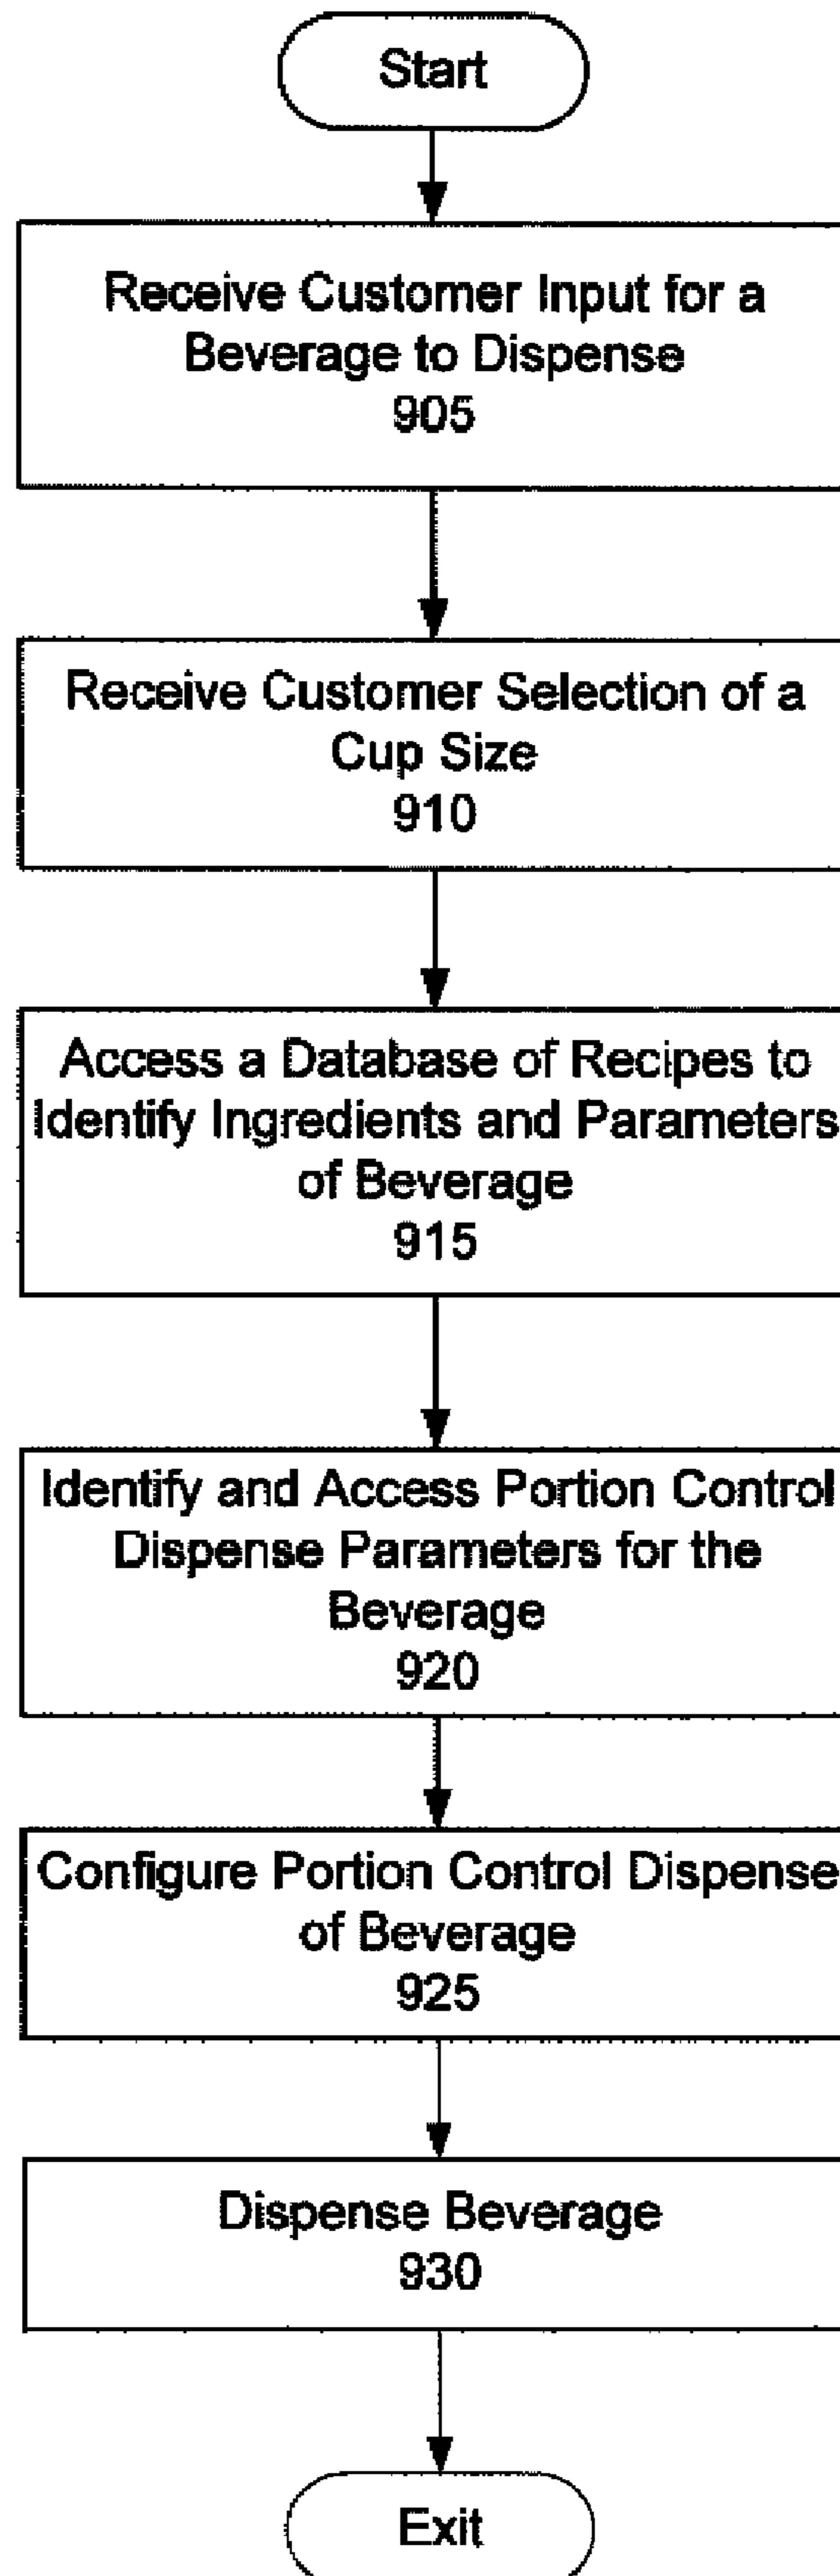 Start
Receive Customer Input for a
Beverage to Dispense
905
Receive Customer Selection of a
Cup Size
910
Access a Database of Recipes to
Identify Ingredients and Parameters
of Beverage
915
Identify and Access Portion Control
Dispense Parameters for the
Beverage
920
Configure Portion Control Dispense
of Beverage
925
Dispense Beverage
930
Exit